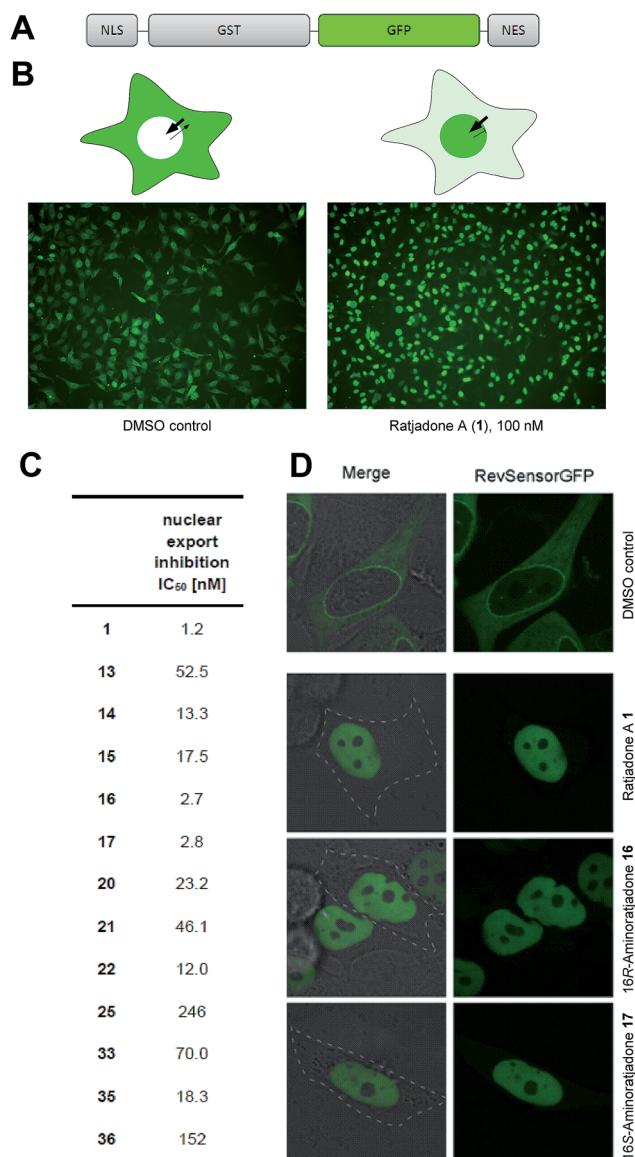 A
NLS GST GFP NES
B
DMSO control
Ratjadone A (1), 100 nM
C
nuclear
export
inhibition
IC₅₀ [nM]
1 1.2
13 52.5
14 13.3
15 17.5
16 2.7
17 2.8
20 23.2
21 46.1
22 12.0
25 246
33 70.0
35 18.3
36 152
D
Merge RevSensorGFP
DMSO control
Ratjadone A 1
16R-Aminoratjadone 16
16S-Aminoratjadone 17